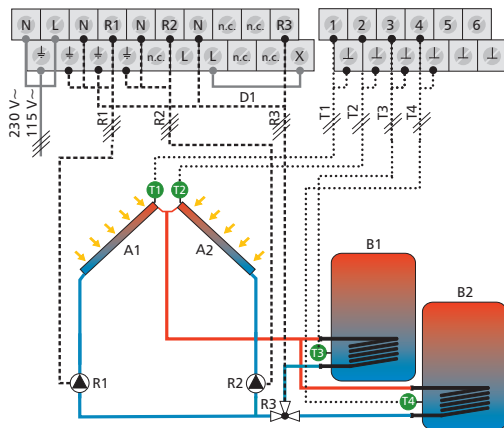 N L N R1 N R2 N n.c. n.c. R3
n.c. L L n.c. n.c. X
1 2 3 4 5 6
D1
230 V~
115 V~
R1
R2
R3
T1
T2
T3
T4
T1 T2
A1 A2
B1
B2
T3
T4
R1
R2
R3